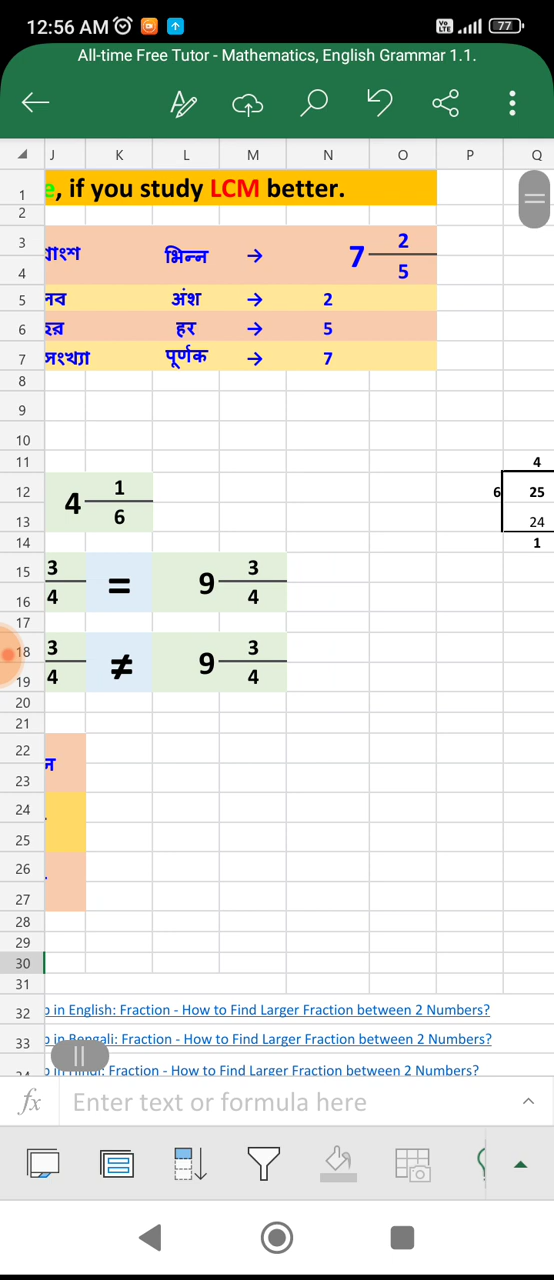 12:56 AM
Vo LTE
77
All-time Free Tutor - Mathematics, English Grammar 1.1.
J K L M N O P Q
1 e, if you study LCM better.
2
3 াংশ भिन्न → 7 2
4 5
5 নব अंश → 2
6 হর हर → 5
7 সংখ্যা पूर्णक → 7
8
9
10
11 4
12 4 1 6 25
13 6 24
14 1
15 3 = 9 3
16 4 4
17
18 3 ≠ 9 3
19 4 4
20
21
22 ন
23
24
25
26
27
28
29
30
31
32 in English: Fraction - How to Find Larger Fraction between 2 Numbers?
33 in Bengali: Fraction - How to Find Larger Fraction between 2 Numbers?
Fraction - How to Find Larger Fraction between 2 Numbers?
fx Enter text or formula here